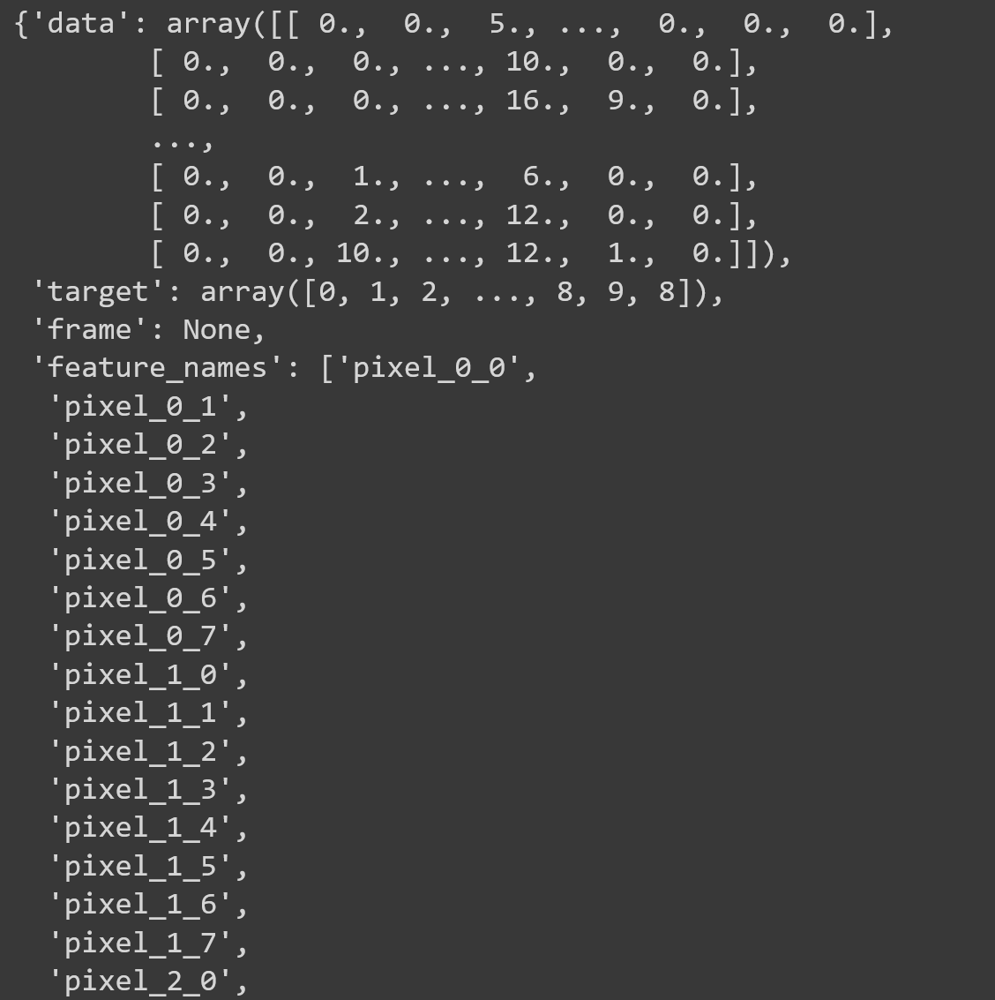 {'data': array([[ 0.,  0.,  5., ...,  0.,  0.,  0.],
        [ 0.,  0.,  0., ..., 10.,  0.,  0.],
        [ 0.,  0.,  0., ..., 16.,  9.,  0.],
        ...,
        [ 0.,  0.,  1., ...,  6.,  0.,  0.],
        [ 0.,  0.,  2., ..., 12.,  0.,  0.],
        [ 0.,  0., 10., ..., 12.,  1.,  0.]]),
 'target': array([0, 1, 2, ..., 8, 9, 8]),
 'frame': None,
 'feature_names': ['pixel_0_0',
  'pixel_0_1',
  'pixel_0_2',
  'pixel_0_3',
  'pixel_0_4',
  'pixel_0_5',
  'pixel_0_6',
  'pixel_0_7',
  'pixel_1_0',
  'pixel_1_1',
  'pixel_1_2',
  'pixel_1_3',
  'pixel_1_4',
  'pixel_1_5',
  'pixel_1_6',
  'pixel_1_7',
  'pixel_2_0',